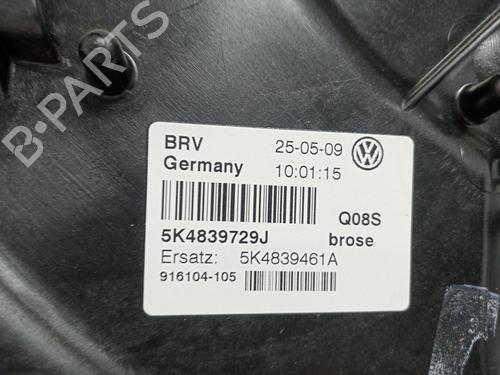 BRV 25-05-09
Germany 10:01:15
Q08S
5K4839729J brose
Ersatz: 5K4839461A
916104-105
B-PARTS